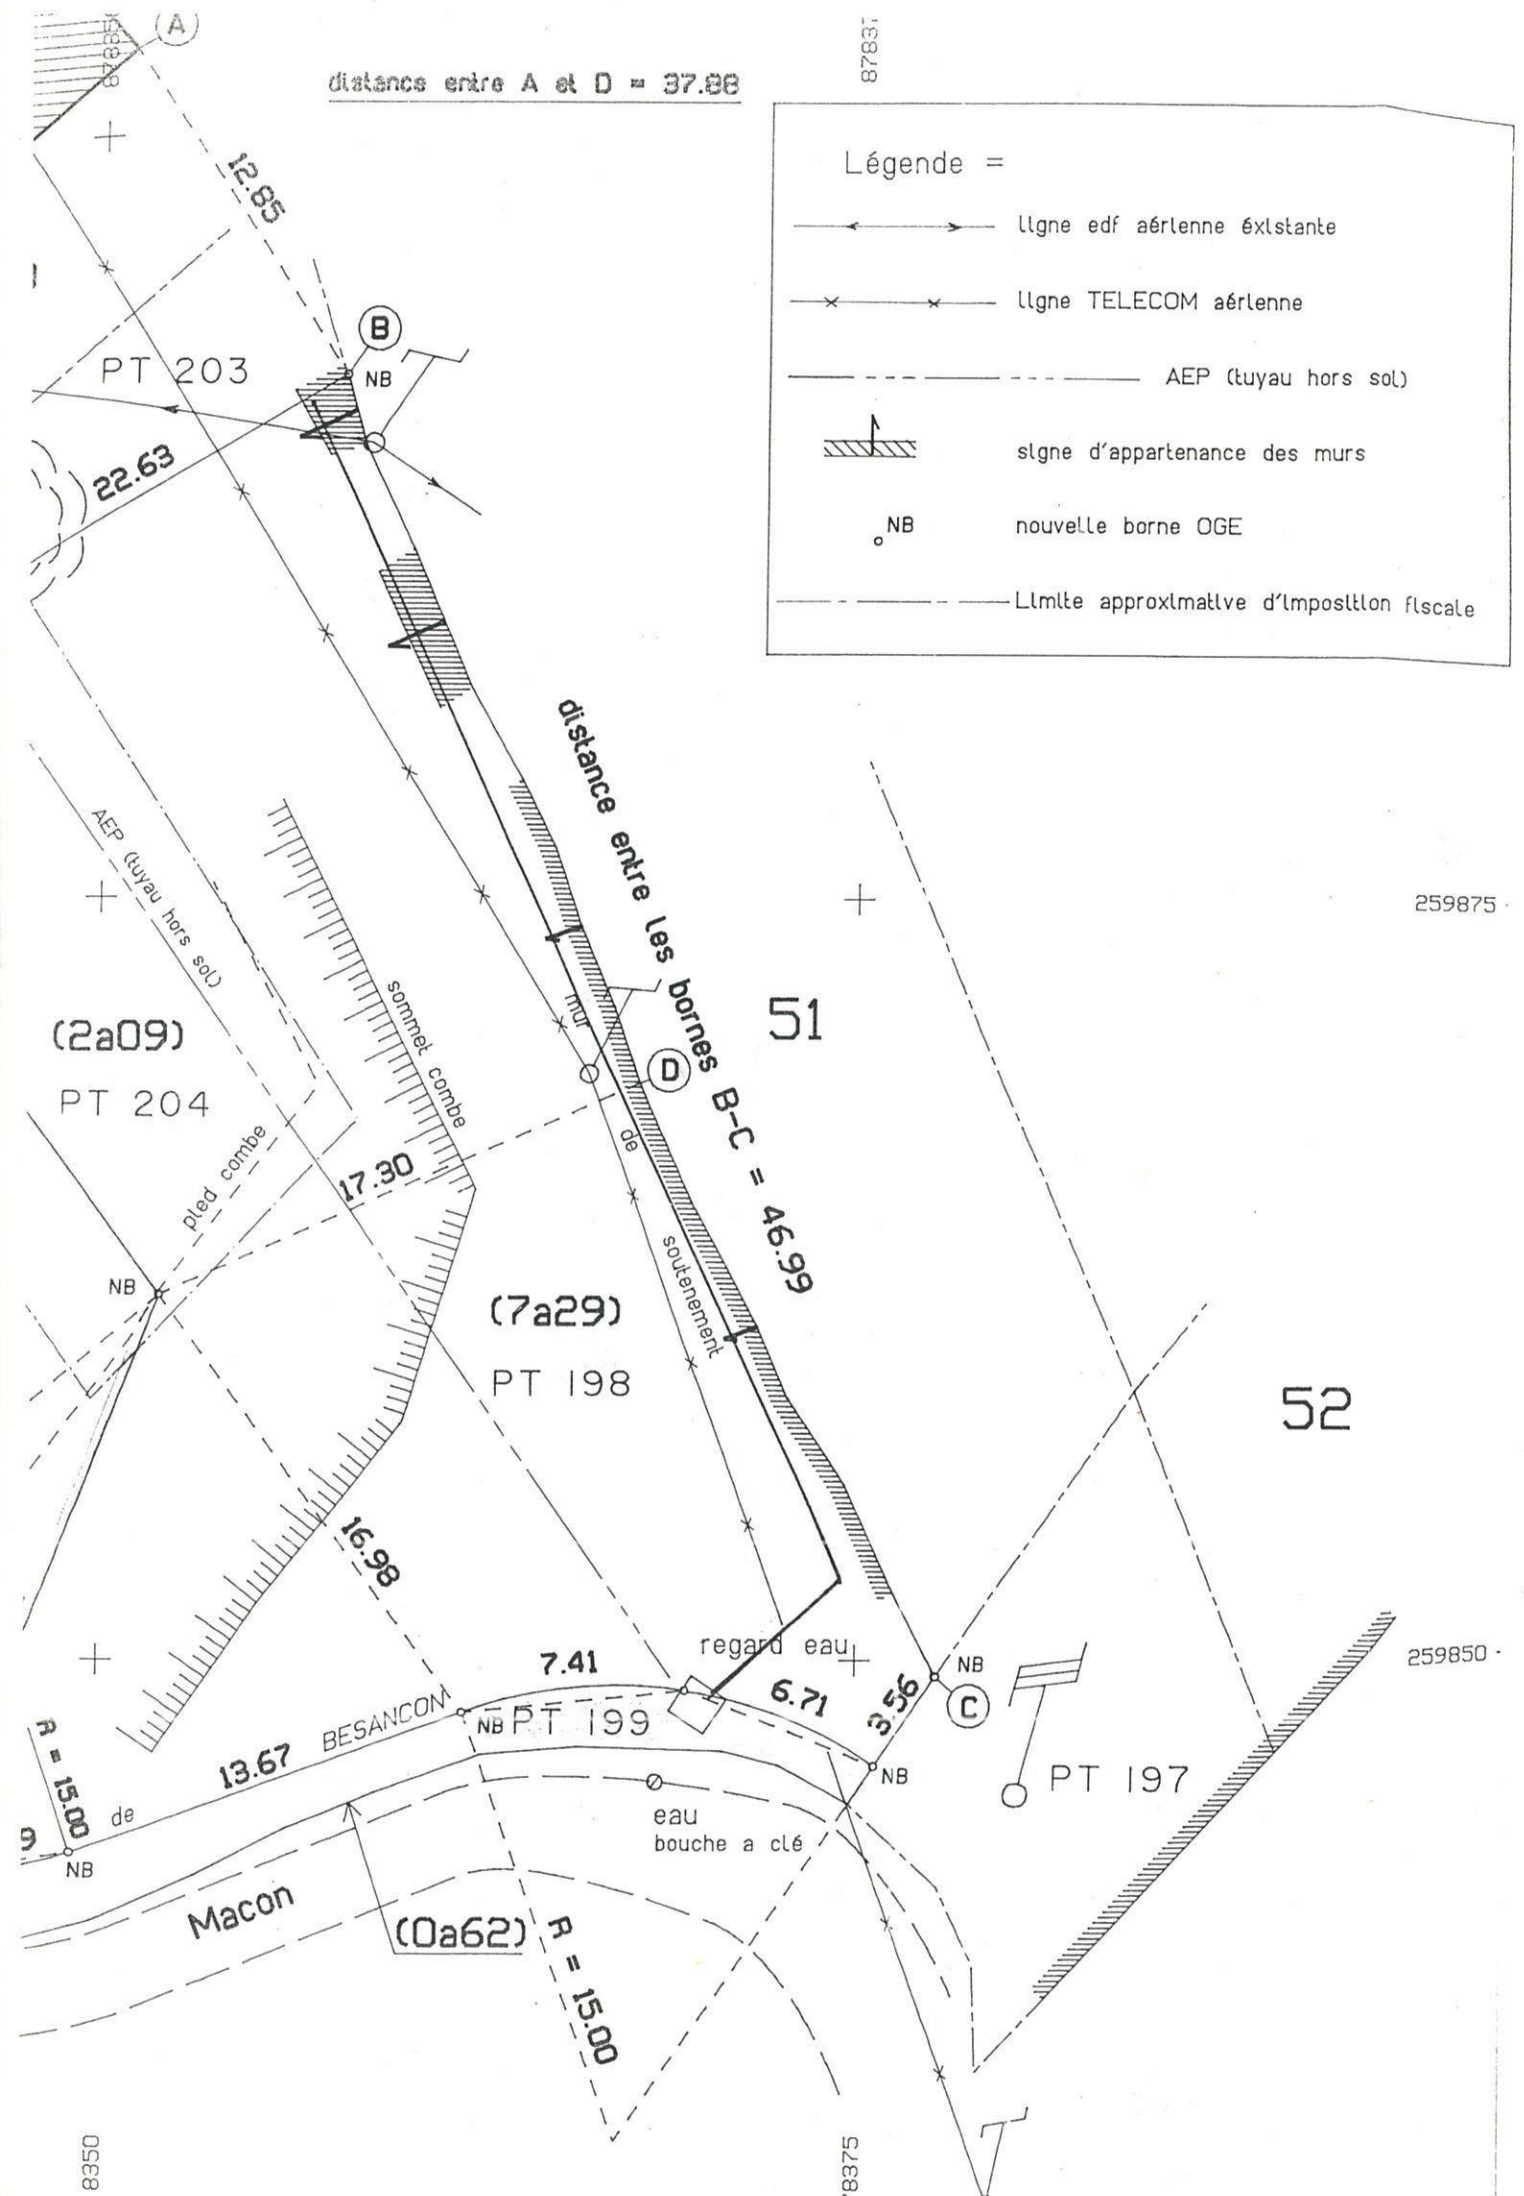 A
distance entre A et D = 37.88
12.85
Légende =
ligne edf aérienne éxistante
ligne TELECOM aérienne
AEP (tuyau hors sol)
signe d'appartenance des murs
NB
nouvelle borne OGE
Limite approximative d'imposition fiscale
B
NB
PT 203
22.63
distance entre les bornes B-C = 46.99
AEP (tuyau hors sol)
259875
sommet combe
mur de soutenement
51
D
(2a09)
PT 204
pied combe
17.30
NB
(7a29)
PT 198
52
16.98
regard eau
259850
7.41
6.71
3.56
NB
C
BESANCON
NB
PT 199
13.67
R = 15.00
de
NB
PT 197
eau
bouche a clé
9
NB
Macon
(0a62)
R = 15.00
8350
8375